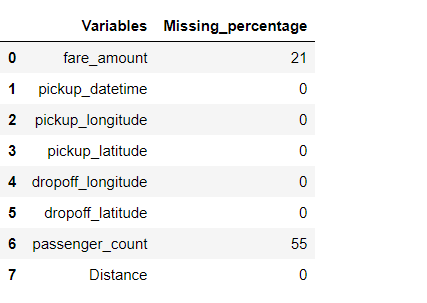 Variables Missing_percentage
0 fare_amount 21
1 pickup_datetime 0
2 pickup_longitude 0
3 pickup_latitude 0
4 dropoff_longitude 0
5 dropoff_latitude 0
6 passenger_count 55
7 Distance 0